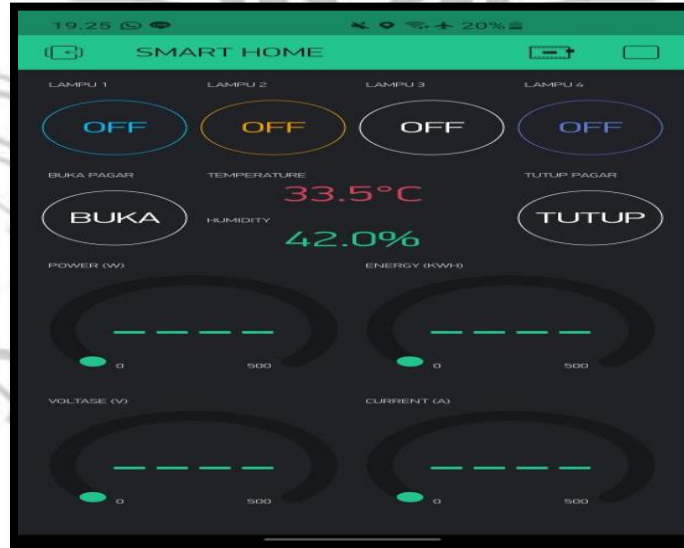 19.25 20%
SMART HOME
LAMPU 1 LAMPU 2 LAMPU 3 LAMPU 4
OFF OFF OFF OFF
BUKA PAGAR TEMPERATURE TUTUP PAGAR
33.5°C
BUKA HUMIDITY TUTUP
42.0%
POWER (W) ENERGY (KWH)
---- ----
0 500 0 500
VOLTASE (V) CURRENT (A)
---- ----
0 500 0 500